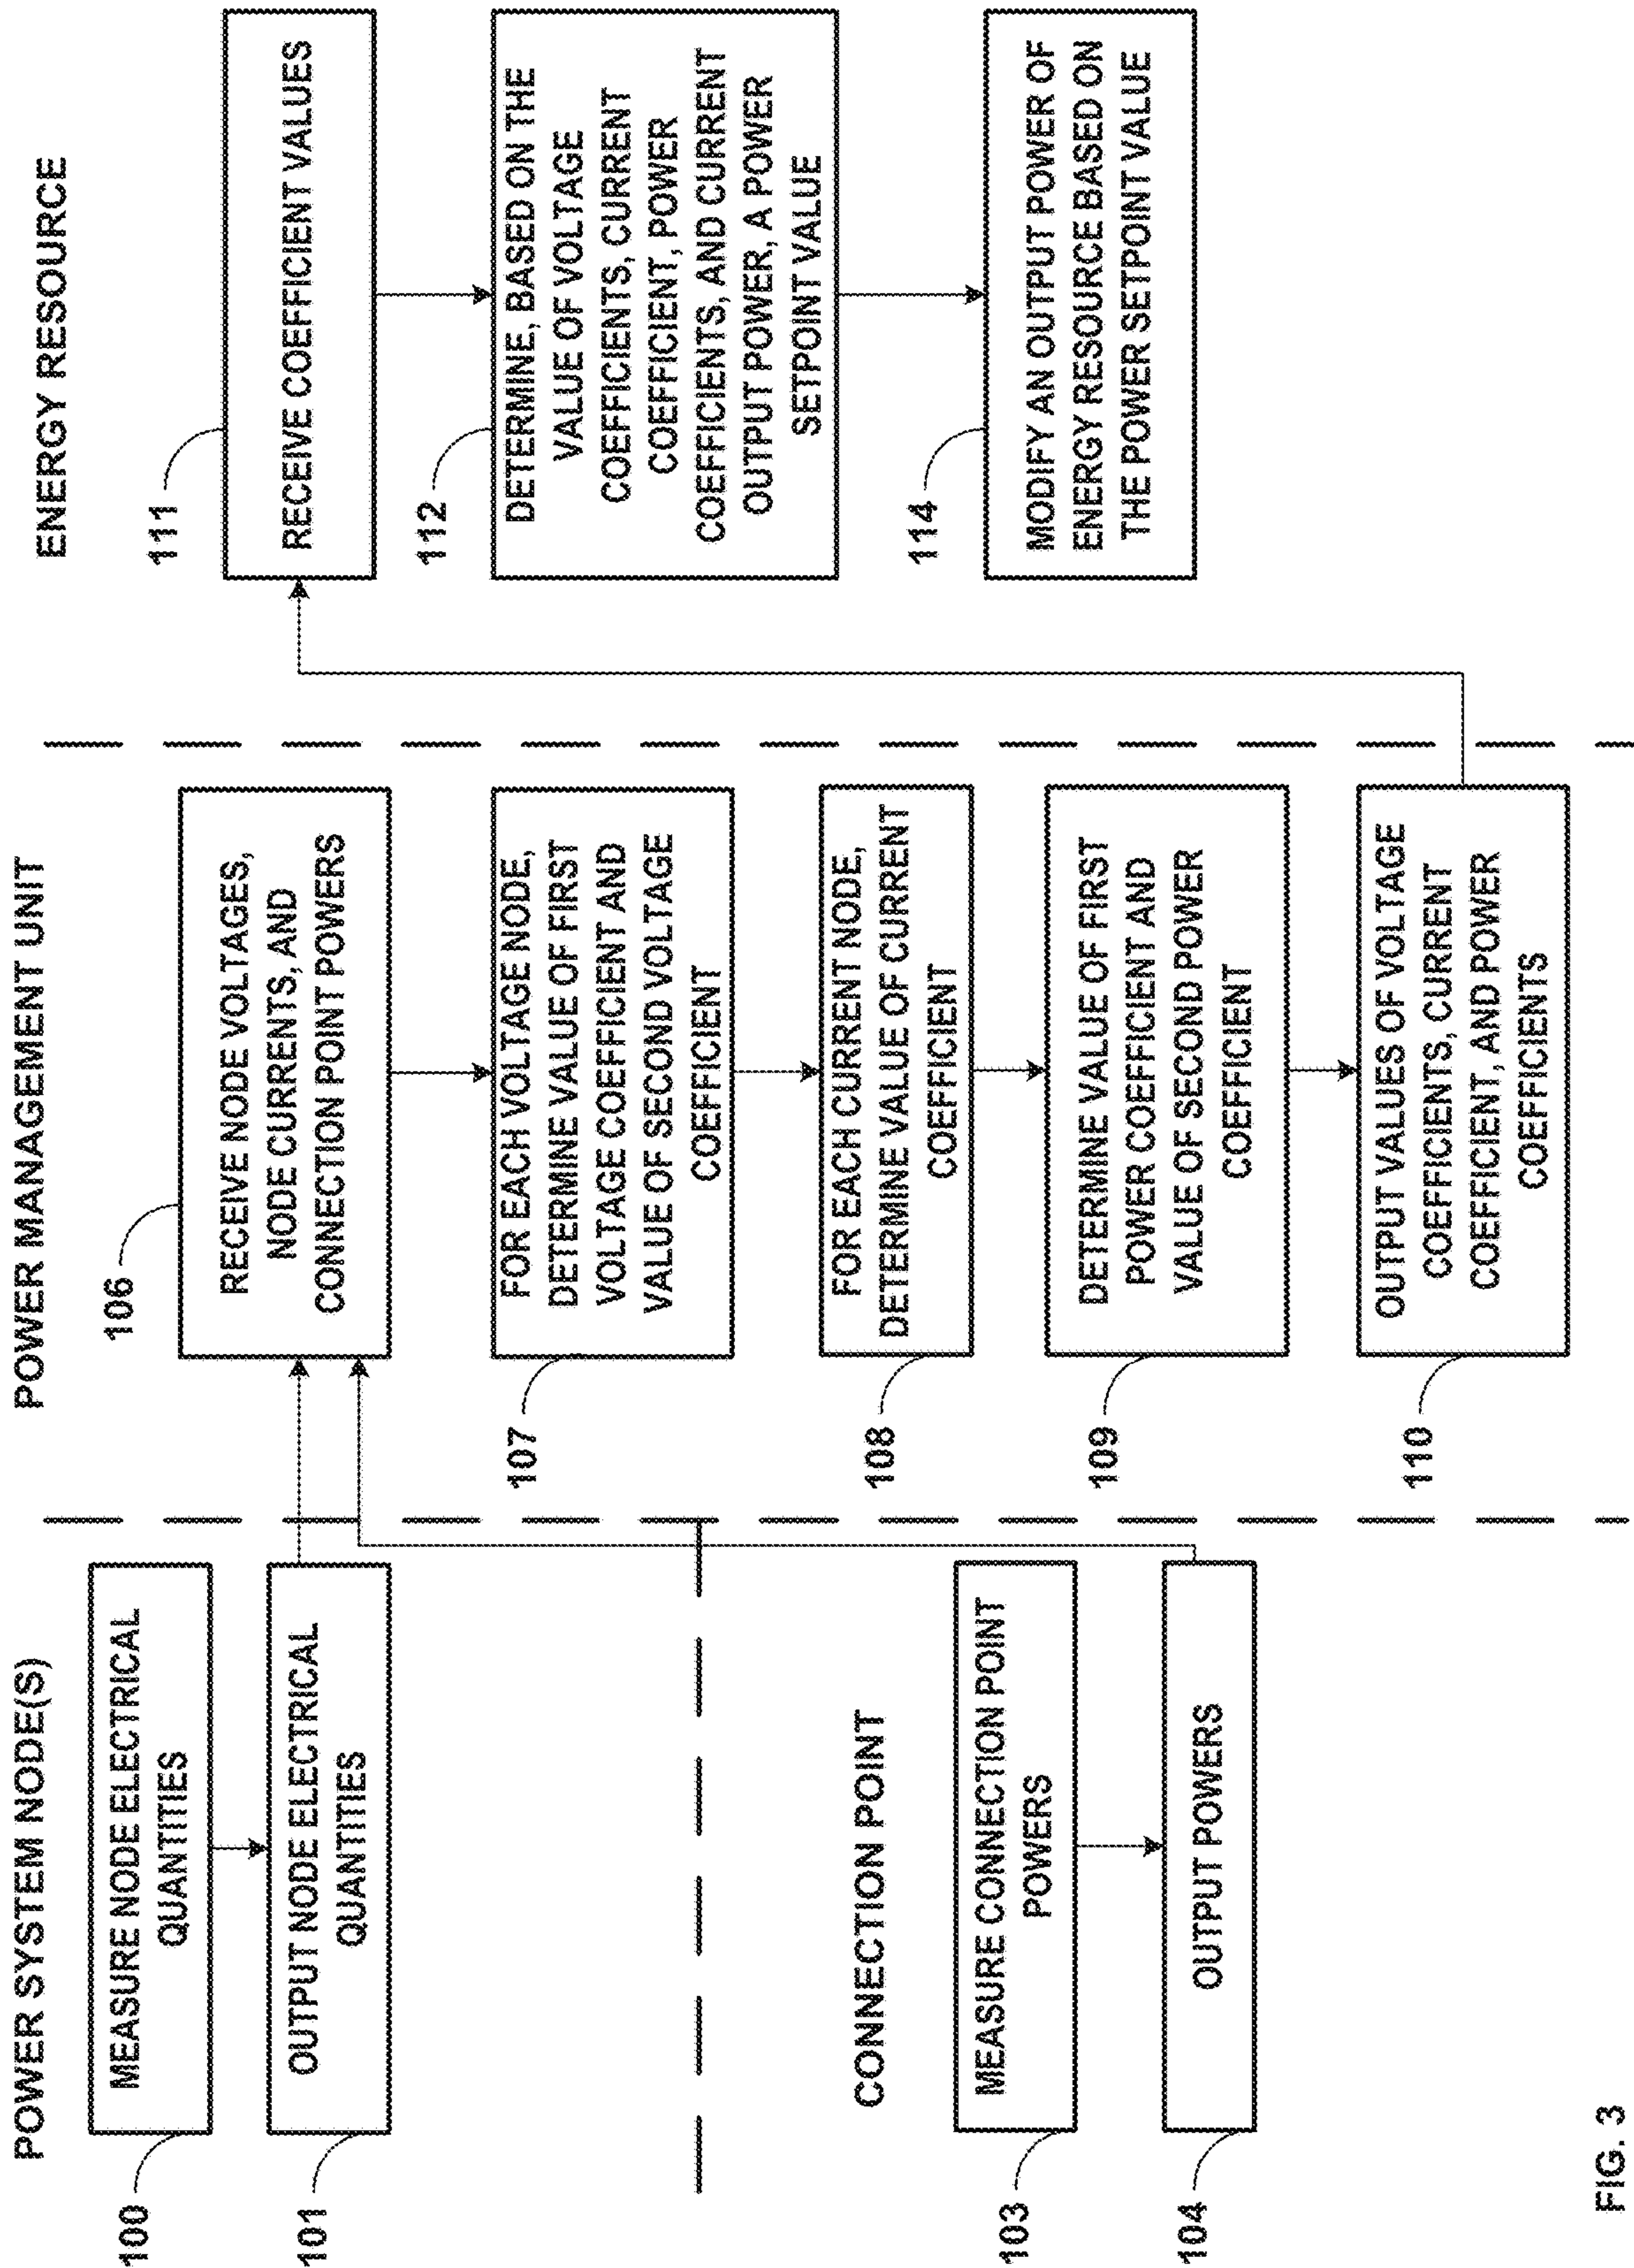 POWER SYSTEM NODE(S)
100
MEASURE NODE ELECTRICAL
QUANTITIES
101
OUTPUT NODE ELECTRICAL
QUANTITIES
CONNECTION POINT
103
MEASURE CONNECTION POINT
POWERS
104
OUTPUT POWERS
POWER MANAGEMENT UNIT
106
RECEIVE NODE VOLTAGES,
NODE CURRENTS, AND
CONNECTION POINT POWERS
107
FOR EACH VOLTAGE NODE,
DETERMINE VALUE OF FIRST
VOLTAGE COEFFICIENT AND
VALUE OF SECOND VOLTAGE
COEFFICIENT
108
FOR EACH CURRENT NODE,
DETERMINE VALUE OF CURRENT
COEFFICIENT
109
DETERMINE VALUE OF FIRST
POWER COEFFICIENT AND
VALUE OF SECOND POWER
COEFFICIENT
110
OUTPUT VALUES OF VOLTAGE
COEFFICIENTS, CURRENT
COEFFICIENT, AND POWER
COEFFICIENTS
ENERGY RESOURCE
111
RECEIVE COEFFICIENT VALUES
112
DETERMINE, BASED ON THE
VALUE OF VOLTAGE
COEFFICIENTS, CURRENT
COEFFICIENT, POWER
COEFFICIENTS, AND CURRENT
OUTPUT POWER, A POWER
SETPOINT VALUE
114
MODIFY AN OUTPUT POWER OF
ENERGY RESOURCE BASED ON
THE POWER SETPOINT VALUE
FIG. 3